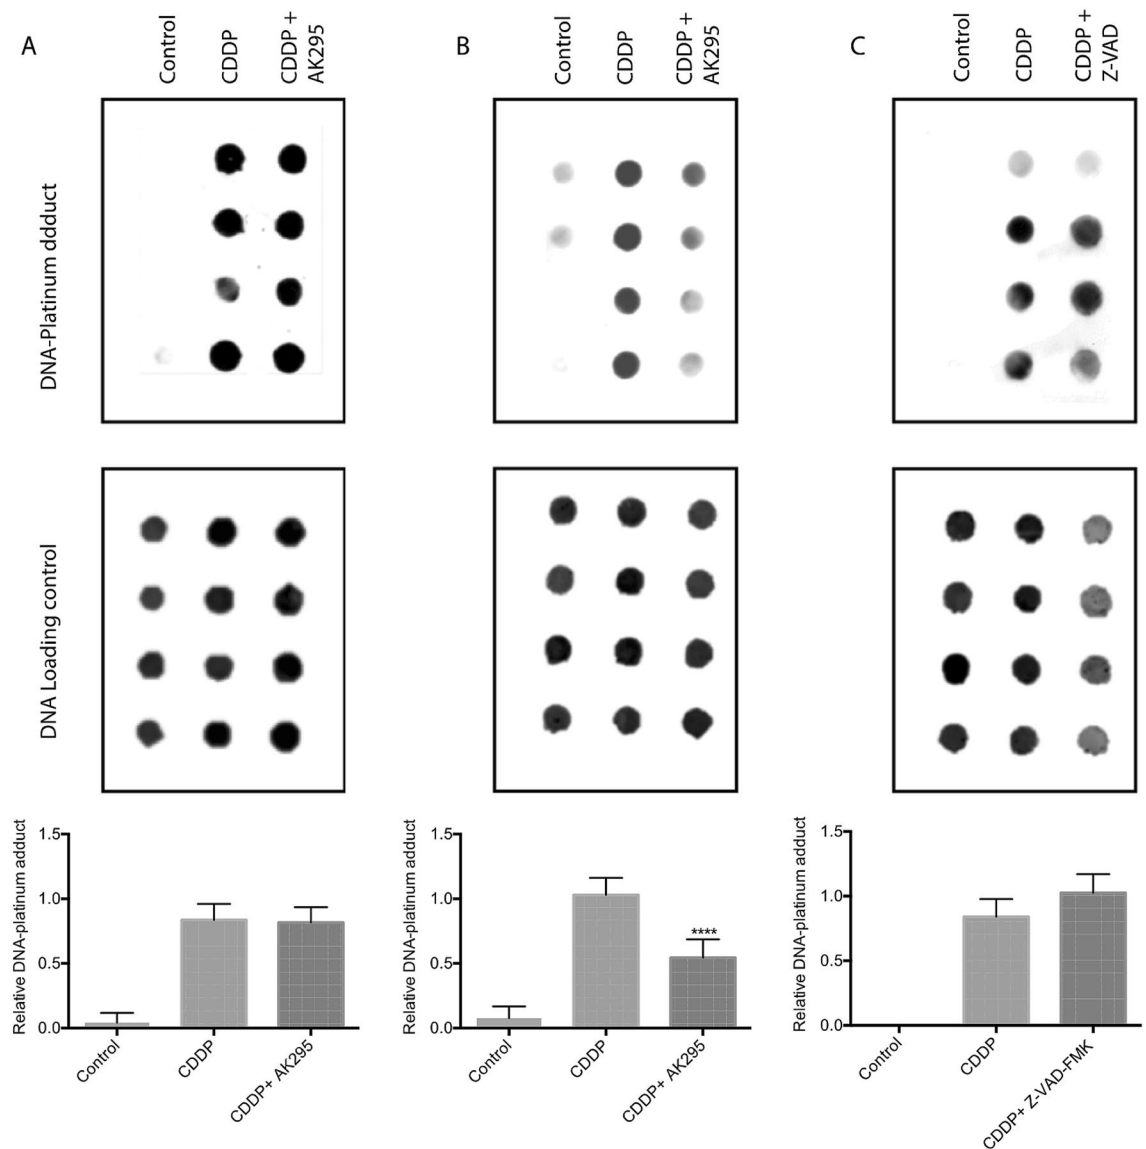 A
Control
CDDP
CDDP +
AK295
B
Control
CDDP
CDDP +
AK295
C
Control
CDDP
CDDP +
Z-VAD
DNA-Platinum ddduct
DNA Loading control
Relative DNA-platinum adduct
1.5
1.0
0.5
0.0
Control
CDDP
CDDP+ AK295
Relative DNA-platinum adduct
1.5
1.0
0.5
0.0
****
Control
CDDP
CDDP+ AK295
Relative DNA-platinum adduct
1.5
1.0
0.5
0.0
Control
CDDP
CDDP+ Z-VAD-FMK